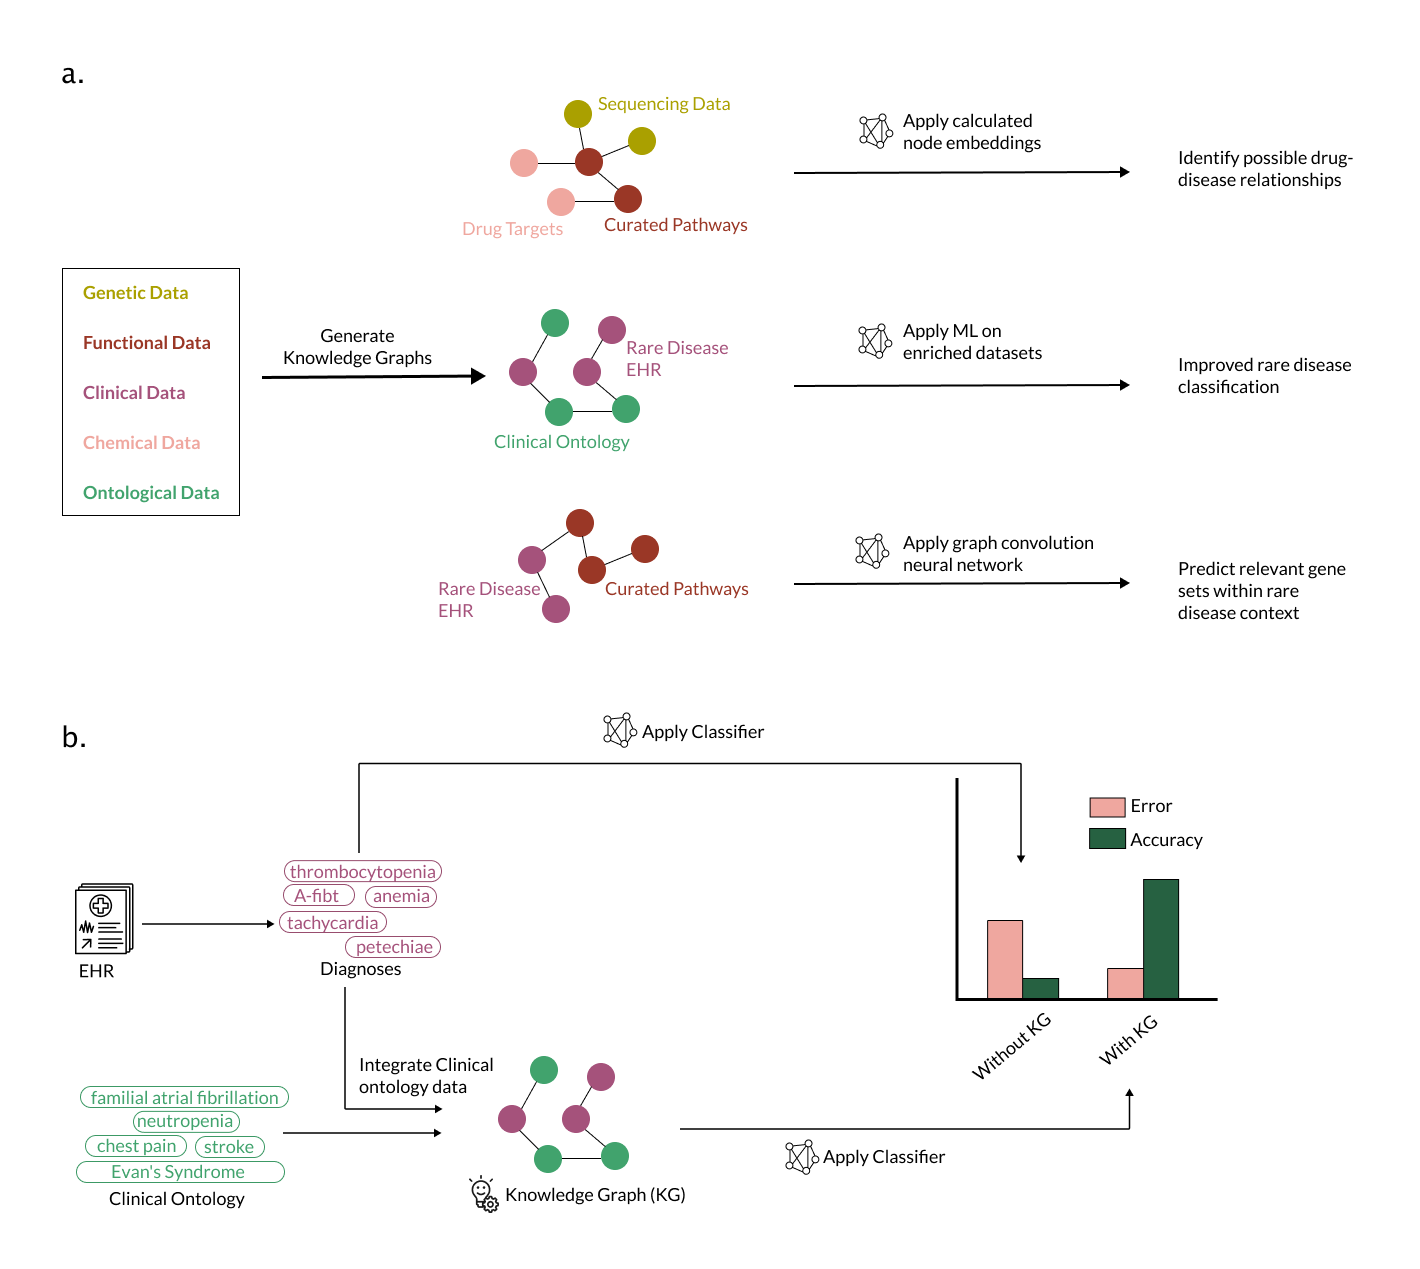 a.
Sequencing Data
Drug Targets
Curated Pathways
Apply calculated
node embeddings
Identify possible drug-
disease relationships
Genetic Data
Functional Data
Clinical Data
Chemical Data
Ontological Data
Generate
Knowledge Graphs
Rare Disease
EHR
Clinical Ontology
Apply ML on
enriched datasets
Improved rare disease
classification
Rare Disease
EHR
Curated Pathways
Apply graph convolution
neural network
Predict relevant gene
sets within rare
disease context
b.
Apply Classifier
EHR
thrombocytopenia
A-fibt
anemia
tachycardia
petechiae
Diagnoses
Error
Accuracy
Without KG
With KG
Integrate Clinical
ontology data
familial atrial fibrillation
neutropenia
chest pain
stroke
Evan's Syndrome
Clinical Ontology
Knowledge Graph (KG)
Apply Classifier